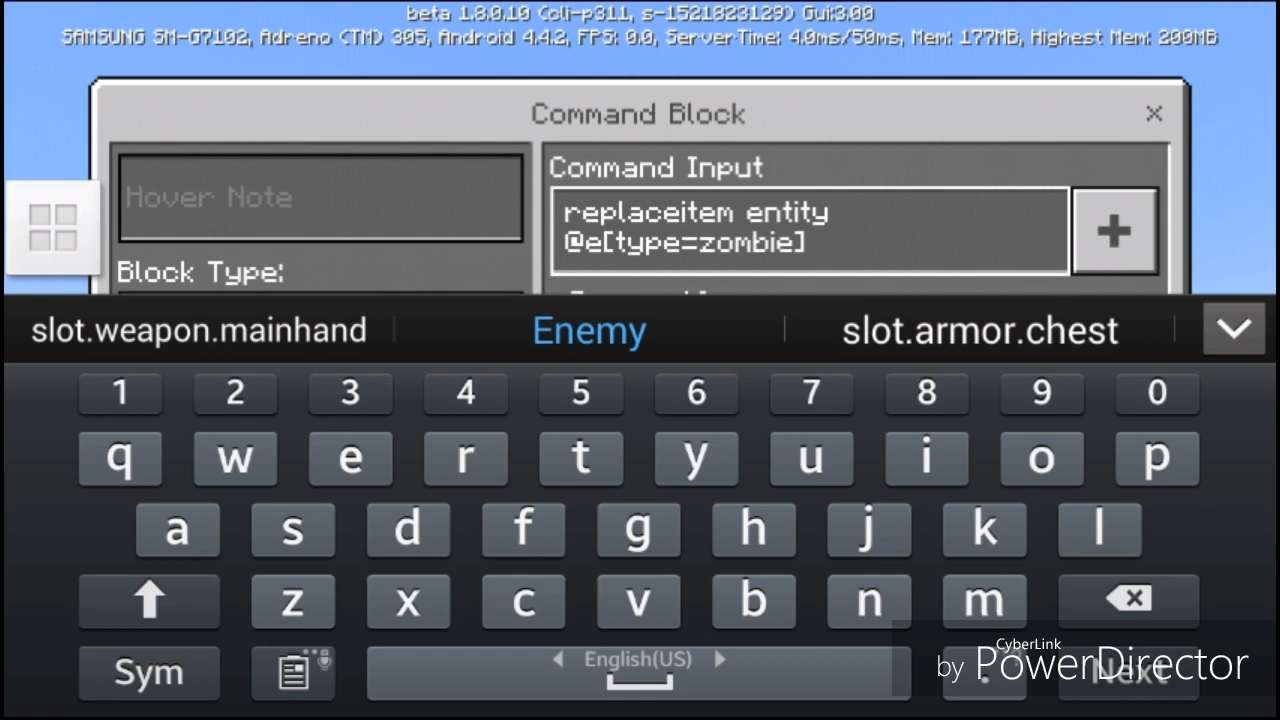 beta 1.8.0.10 (cli-p311, s-1521823129) Gui:3.00
SAMSUNG SM-G7102, Adreno (TM) 305, Android 4.4.2, FPS: 0.0, ServerTime: 4.0ms/50ms, Mem: 177MB, Highest Mem: 200MB
Command Block
Hover Note
Block Type:
Command Input
replaceitem entity
@e[type=zombie]
slot.weapon.mainhand Enemy slot.armor.chest
1 2 3 4 5 6 7 8 9 0
q w e r t y u i o p
a s d f g h j k l
z x c v b n m
Sym English(US) . Next
CyberLink
by PowerDirector